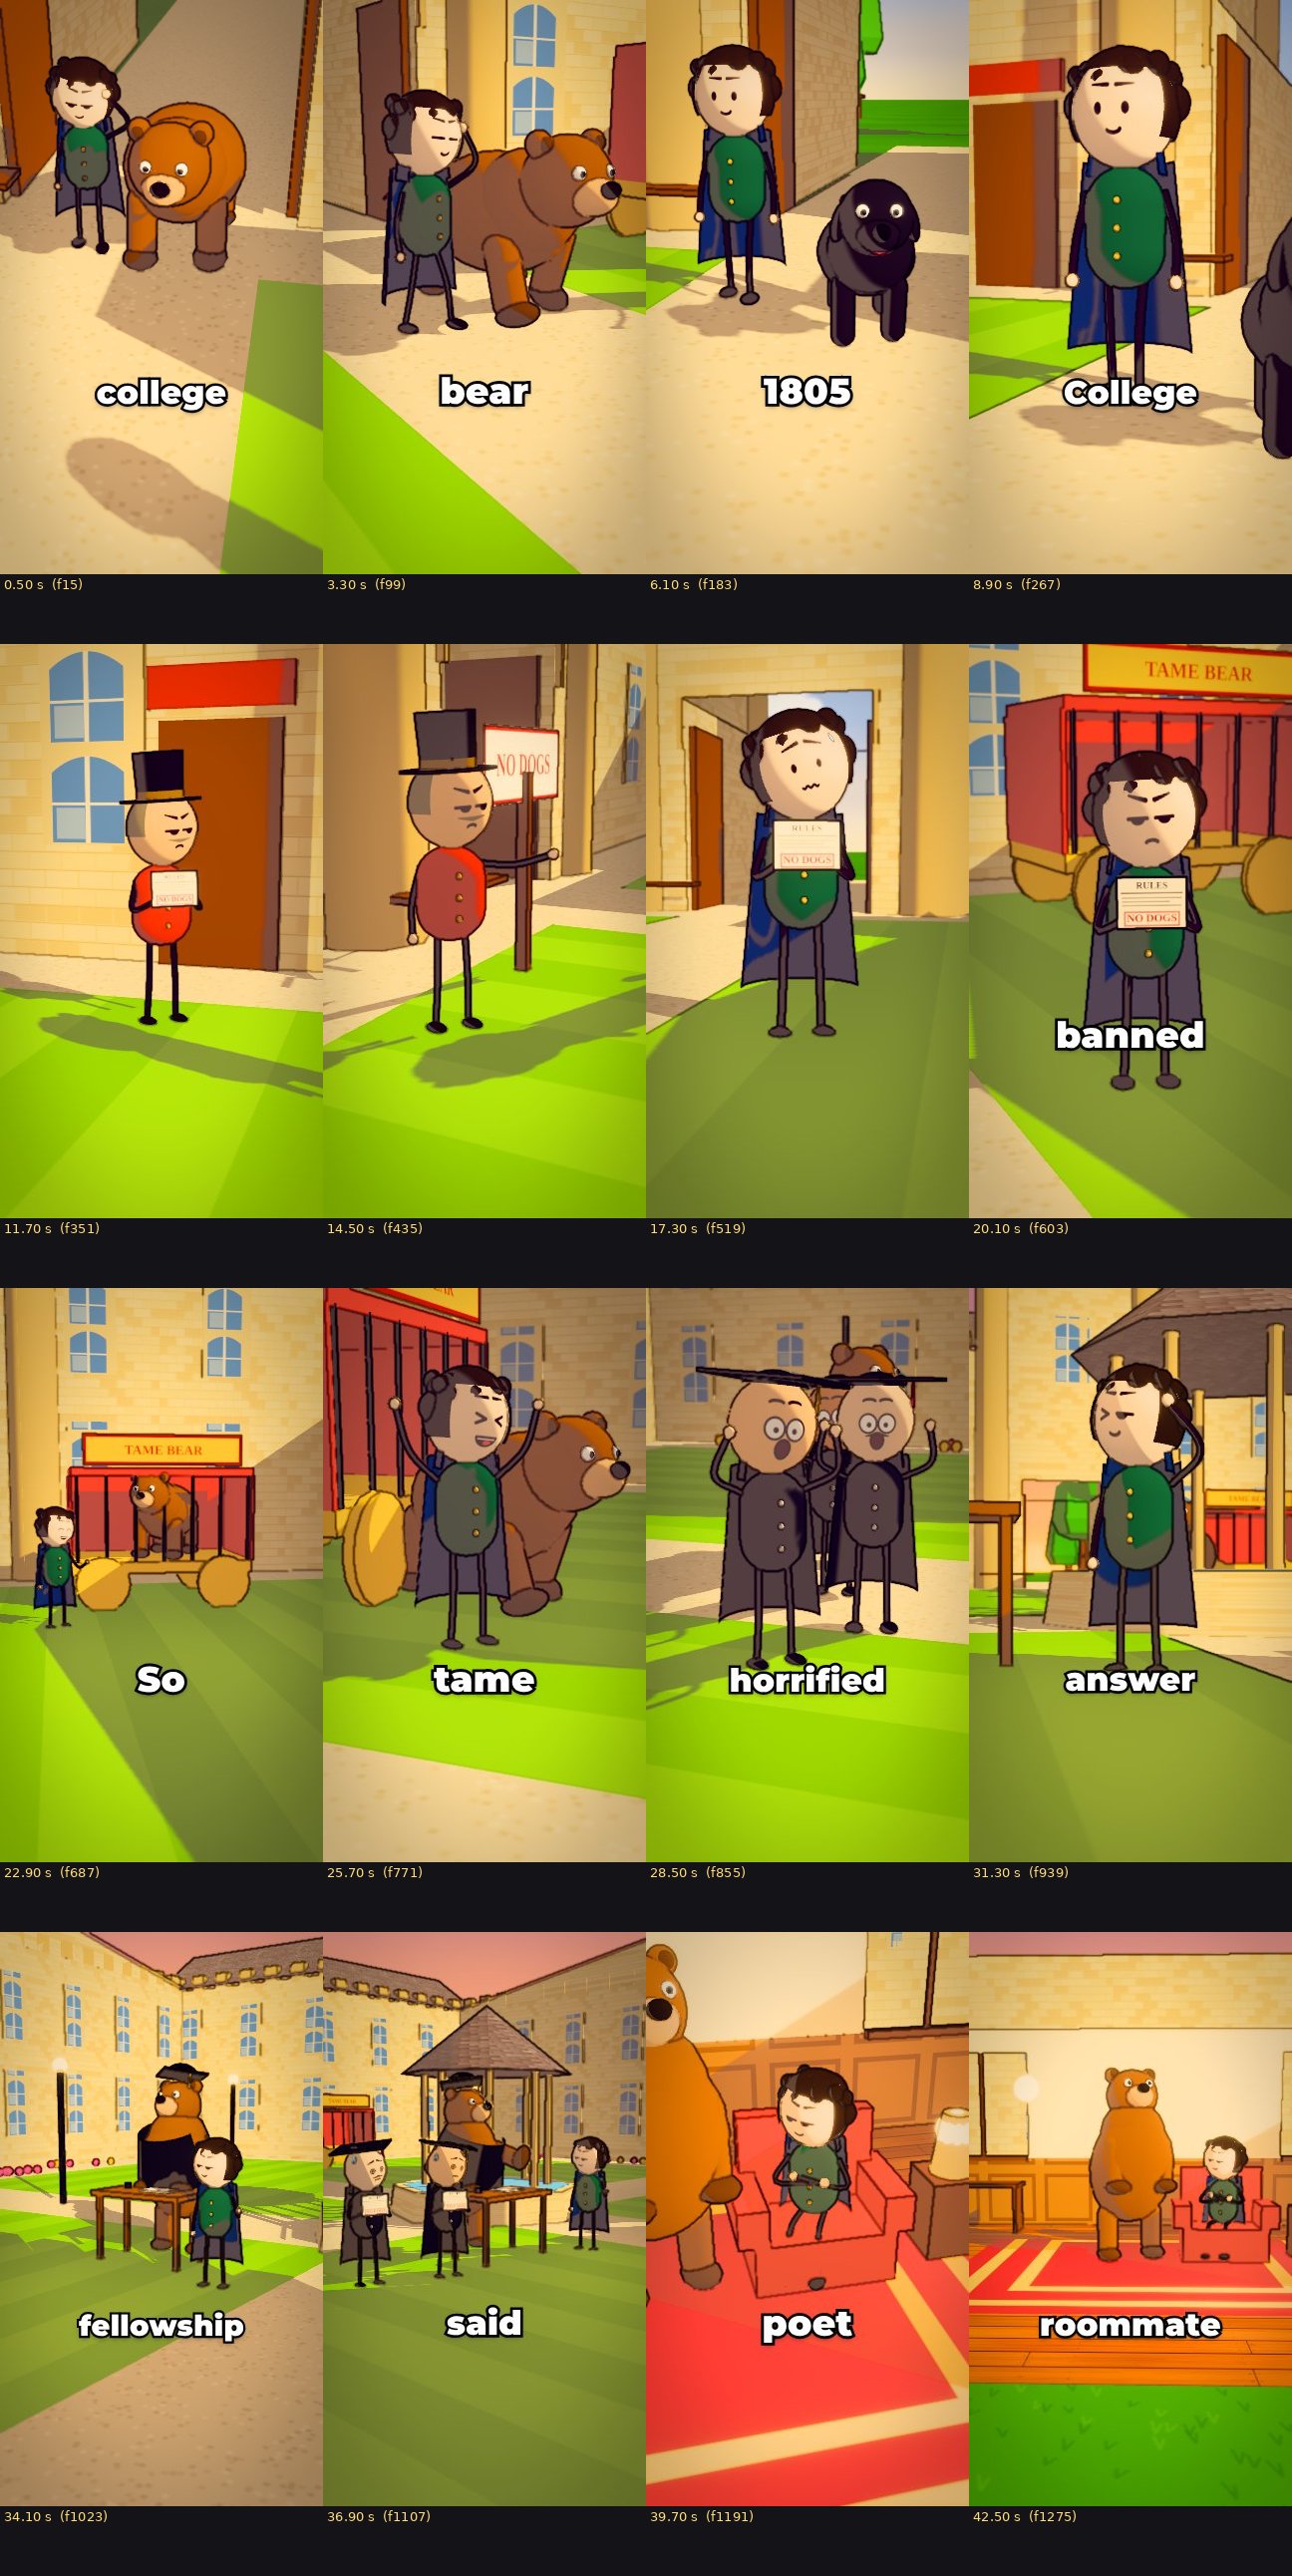 college
bear
1805
College
0.50 s (f15)
3.30 s (f99)
6.10 s (f183)
8.90 s (f267)
NO DOGS
NO DOGS
RULES
NO DOGS
TAME BEAR
RULES
NO DOGS
banned
11.70 s (f351)
14.50 s (f435)
17.30 s (f519)
20.10 s (f603)
TAME BEAR
So
tame
horrified
answer
22.90 s (f687)
25.70 s (f771)
28.50 s (f855)
31.30 s (f939)
fellowship
said
poet
roommate
34.10 s (f1023)
36.90 s (f1107)
39.70 s (f1191)
42.50 s (f1275)